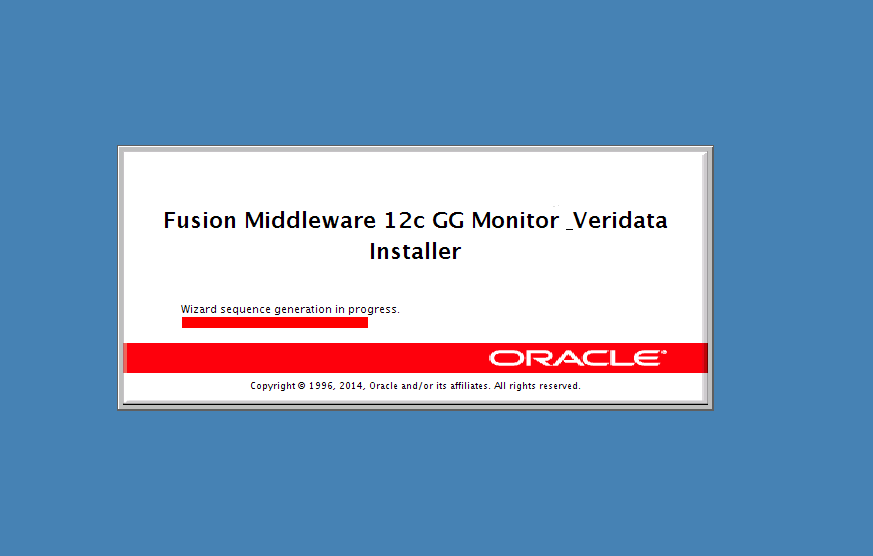 Fusion Middleware 12c GG Monitor _Veridata
Installer
Wizard sequence generation in progress.
ORACLE®
Copyright © 1996, 2014, Oracle and/or its affiliates. All rights reserved.